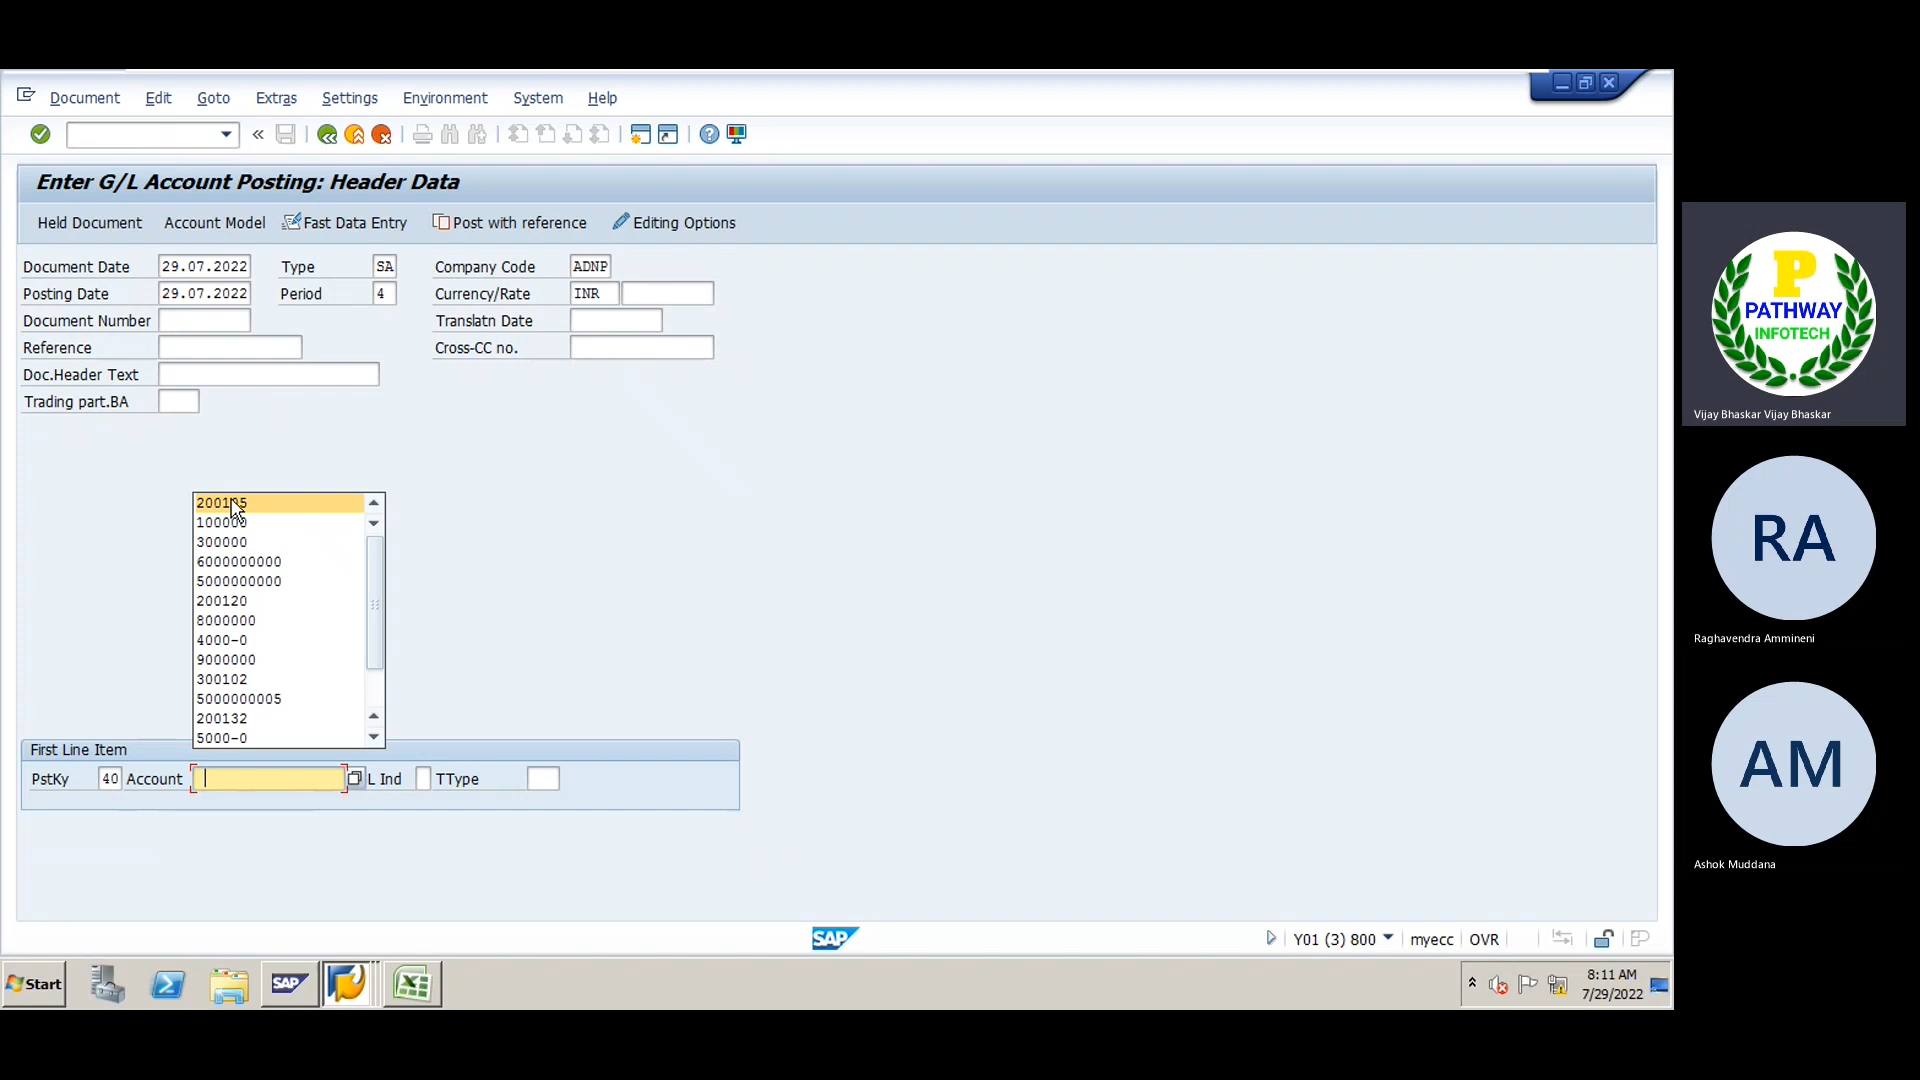 Document Edit Goto Extras Settings Environment System Help
Enter G/L Account Posting: Header Data
Held Document Account Model Fast Data Entry Post with reference Editing Options
Document Date 29.07.2022 Type SA Company Code ADNP
Posting Date 29.07.2022 Period 4 Currency/Rate INR
Document Number Translatn Date
Reference Cross-CC no.
Doc.Header Text
Trading part.BA
200105
100000
300000
6000000000
5000000000
200120
8000000
4000-0
9000000
300102
5000000005
200132
5000-0
First Line Item
PstKy 40 Account L Ind TType
SAP
Y01 (3) 800 myecc OVR
Start SAP
8:11 AM
7/29/2022
P
PATHWAY
INFOTECH
Vijay Bhaskar Vijay Bhaskar
RA
Raghavendra Ammineni
AM
Ashok Muddana